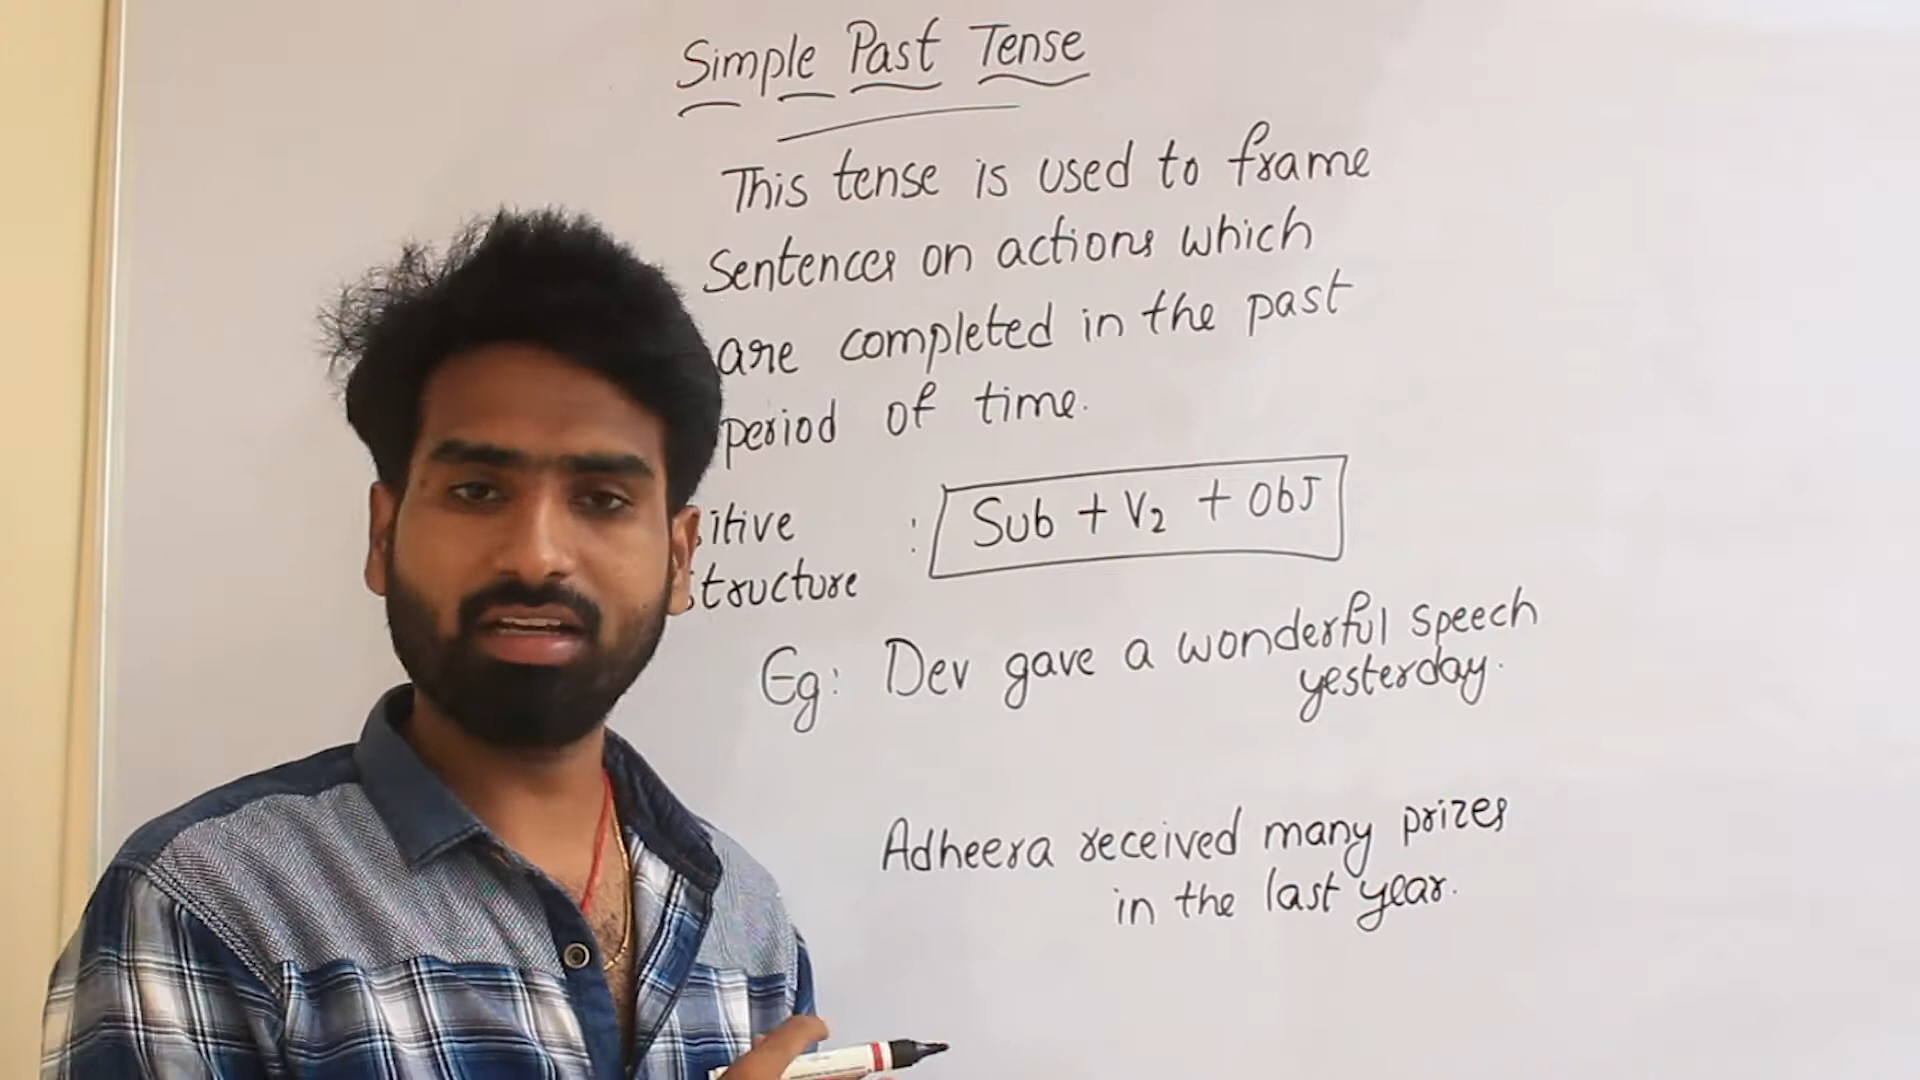 Simple Past Tense
This tense is used to frame
Sentences on actions which
are completed in the past
period of time.
itive : Sub + V₂ + ObJ
structure
Eg: Dev gave a wonderful speech
yesterday.
Adheera received many prizes
in the last year.